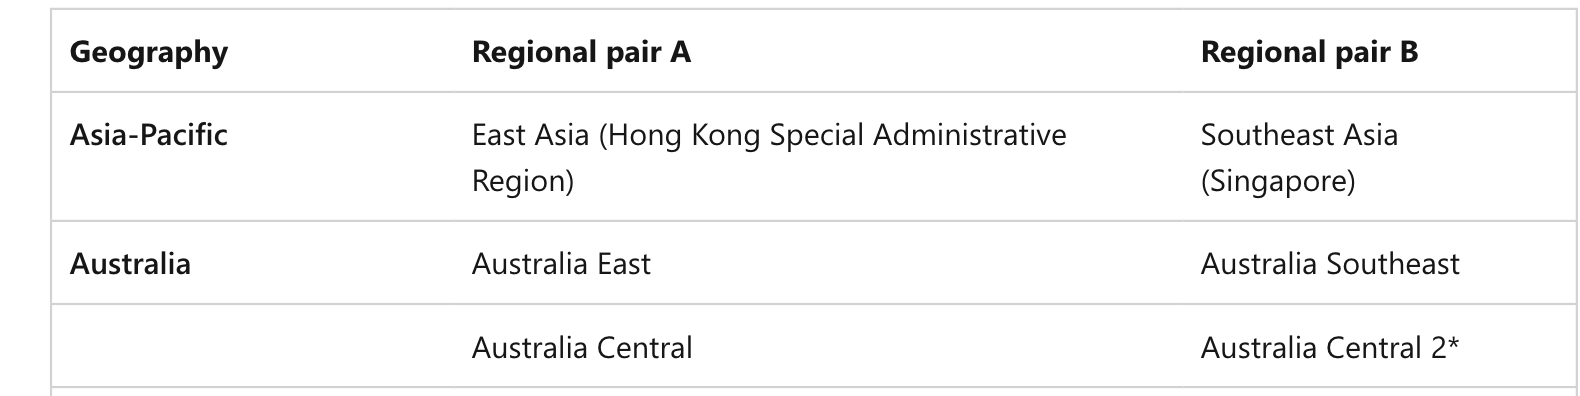 Geography Regional pair A Regional pair B
Asia-Pacific East Asia (Hong Kong Special Administrative Southeast Asia
Region) (Singapore)
Australia Australia East Australia Southeast
Australia Central Australia Central 2*